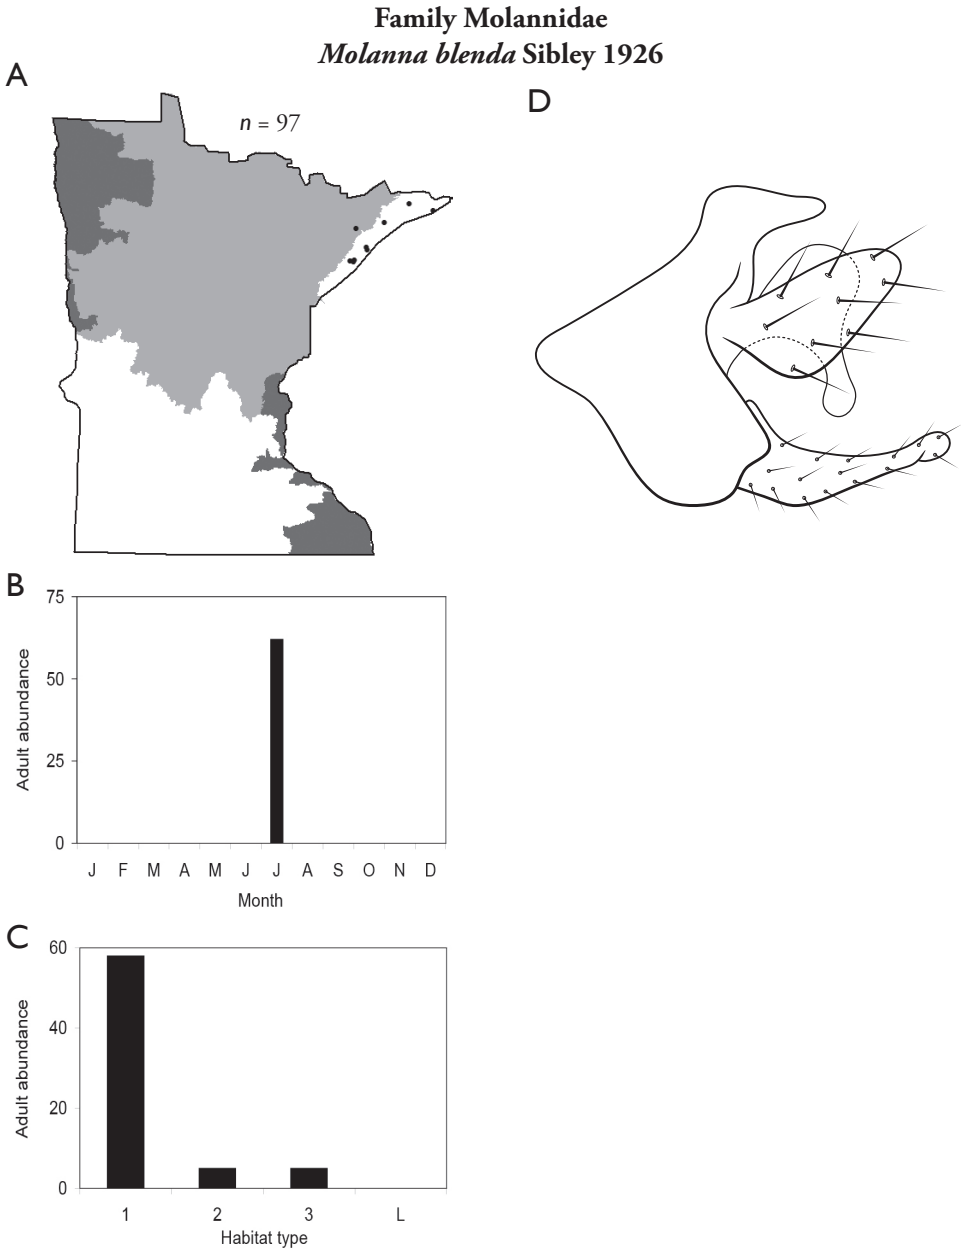 Family Molannidae
Molanna blenda Sibley 1926
A
n = 97
D
B
75
50
25
0
Adult abundance
J F M A M J J A S O N D
Month
C
60
40
20
0
Adult abundance
1 2 3 L
Habitat type